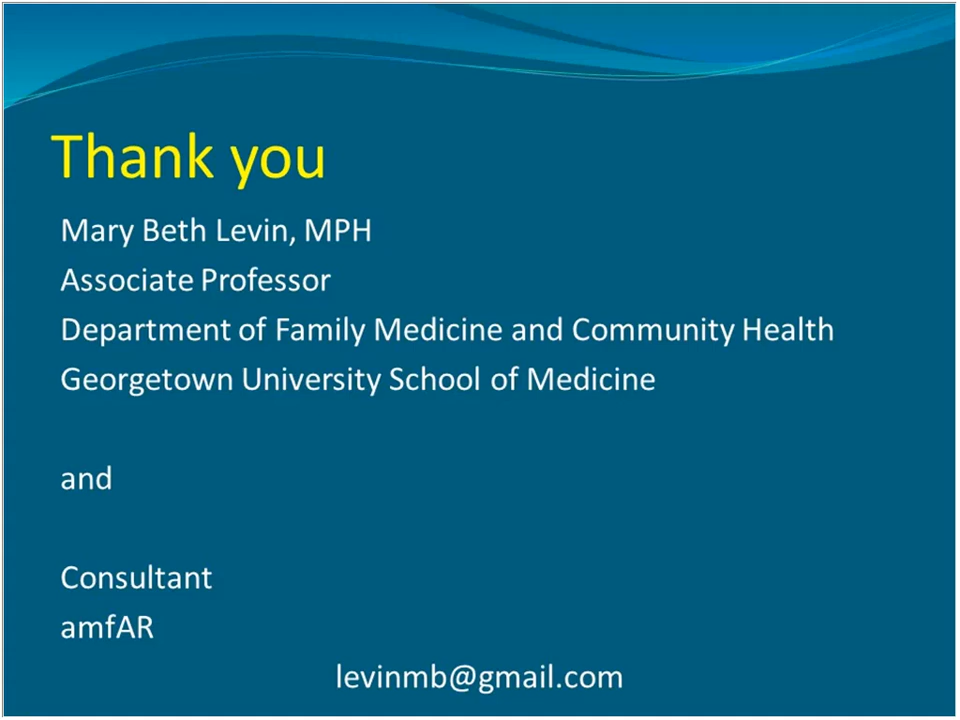 Thank you
Mary Beth Levin, MPH
Associate Professor
Department of Family Medicine and Community Health
Georgetown University School of Medicine
and
Consultant
amfAR
levinmb@gmail.com